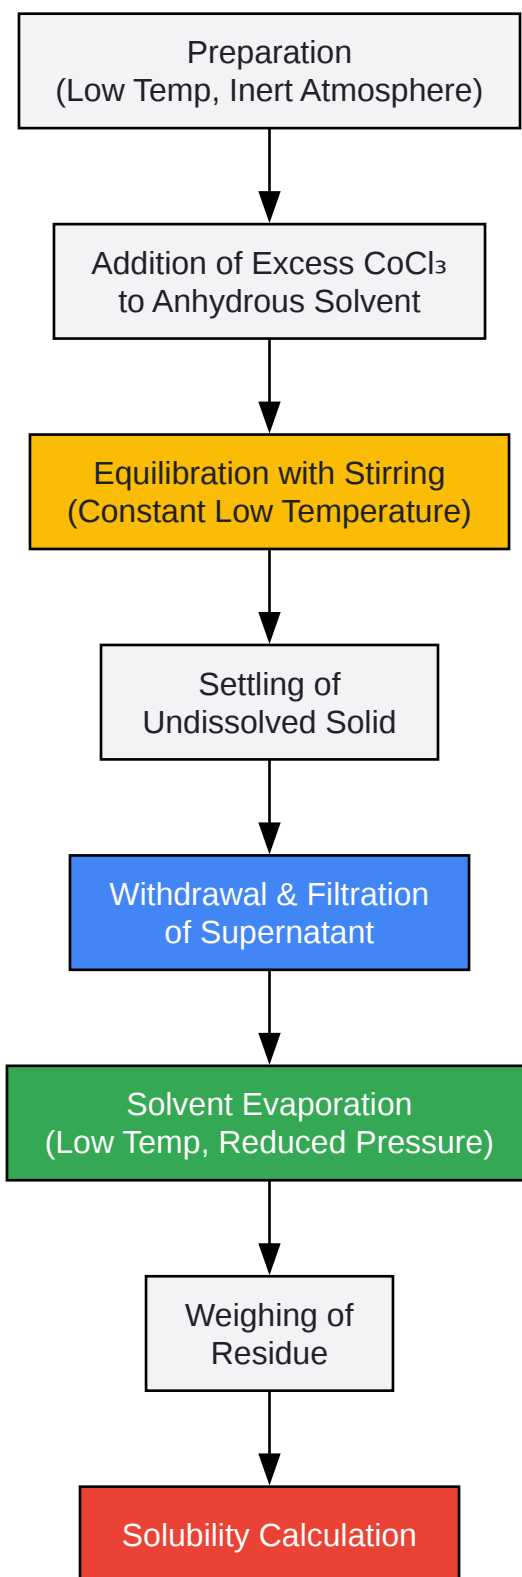 Preparation
(Low Temp, Inert Atmosphere)
Addition of Excess CoCl₃
to Anhydrous Solvent
Equilibration with Stirring
(Constant Low Temperature)
Settling of
Undissolved Solid
Withdrawal & Filtration
of Supernatant
Solvent Evaporation
(Low Temp, Reduced Pressure)
Weighing of
Residue
Solubility Calculation